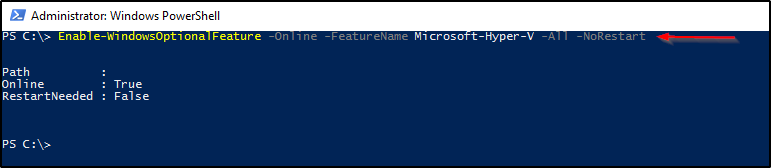 Administrator: Windows PowerShell
PS C:\> Enable-WindowsOptionalFeature -Online -FeatureName Microsoft-Hyper-V -All -NoRestart
Path          :
Online        : True
RestartNeeded : False
PS C:\>